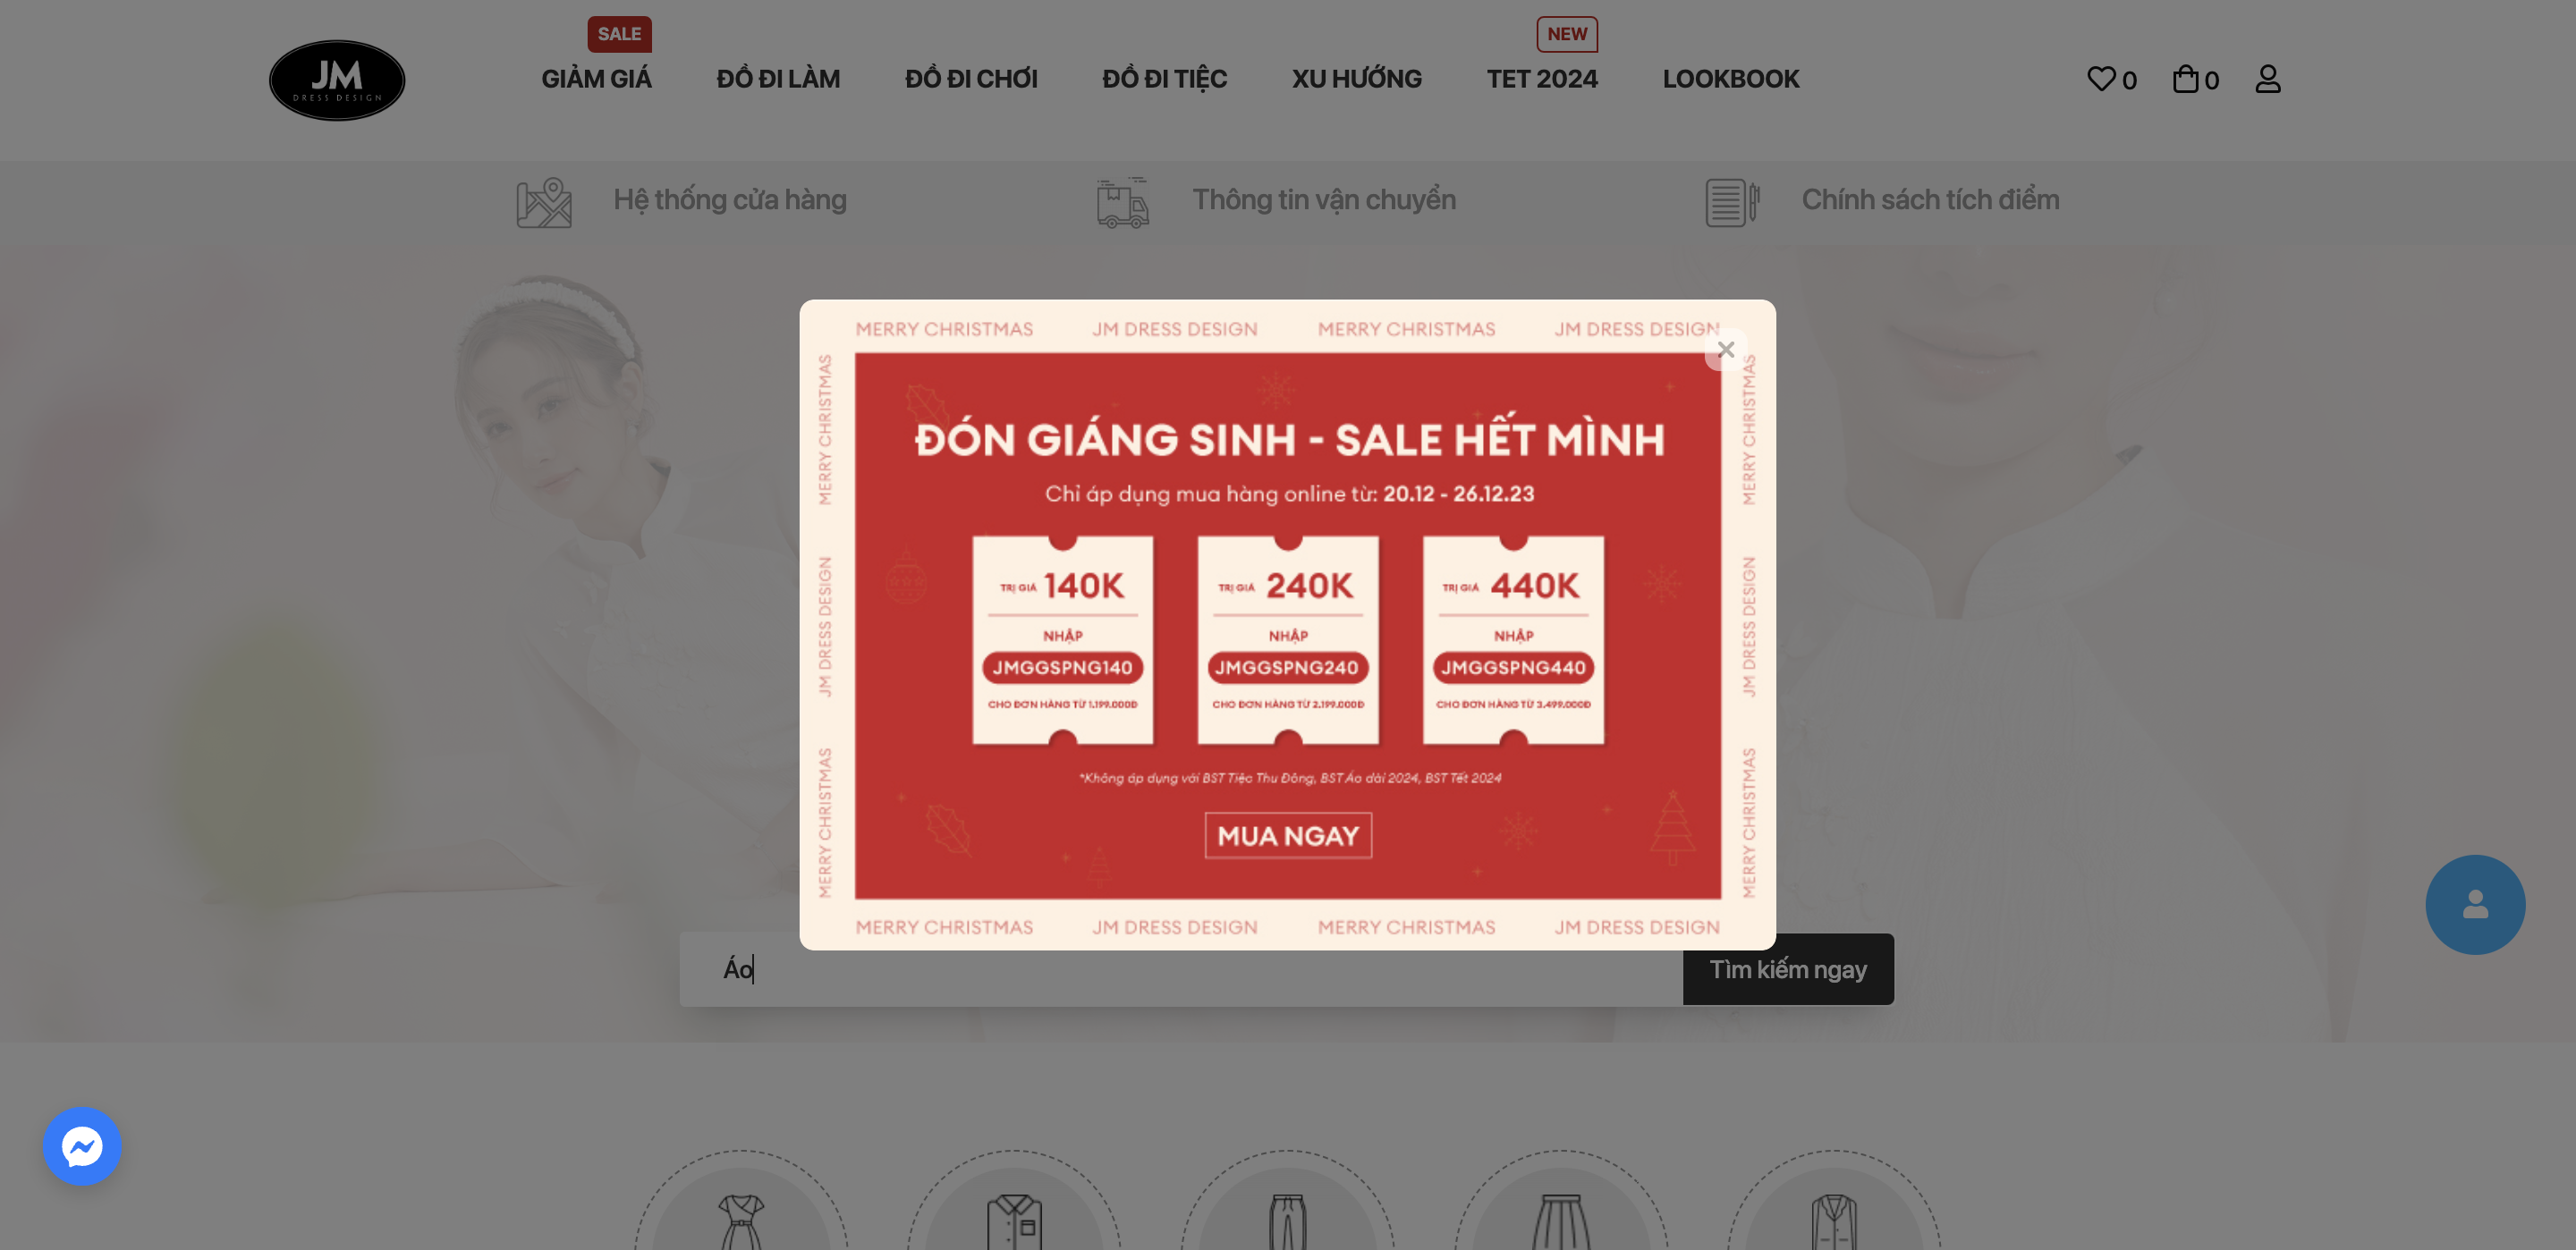 SALE
NEW
JM
DRESS DESIGN
GIẢM GIÁ
ĐỒ ĐI LÀM
ĐỒ ĐI CHƠI
ĐỒ ĐI TIỆC
XU HƯỚNG
TET 2024
LOOKBOOK
0
0
Hệ thống cửa hàng
Thông tin vận chuyển
Chính sách tích điểm
MERRY CHRISTMAS JM DRESS DESIGN MERRY CHRISTMAS JM DRESS DESIGN
MERRY CHRISTMAS JM DRESS DESIGN MERRY CHRISTMAS
MERRY CHRISTMAS JM DRESS DESIGN MERRY CHRISTMAS
ĐÓN GIÁNG SINH - SALE HẾT MÌNH
Chỉ áp dụng mua hàng online từ: 20.12 - 26.12.23
TRỊ GIÁ 140K
NHẬP
JMGGSPNG140
CHO ĐƠN HÀNG TỪ 1.199.000Đ
TRỊ GIÁ 240K
NHẬP
JMGGSPNG240
CHO ĐƠN HÀNG TỪ 2.199.000Đ
TRỊ GIÁ 440K
NHẬP
JMGGSPNG440
CHO ĐƠN HÀNG TỪ 3.499.000Đ
*Không áp dụng với BST Tiệc Thu Đông, BST Áo dài 2024, BST Tết 2024
MUA NGAY
MERRY CHRISTMAS JM DRESS DESIGN MERRY CHRISTMAS JM DRESS DESIGN
Áo
Tìm kiếm ngay